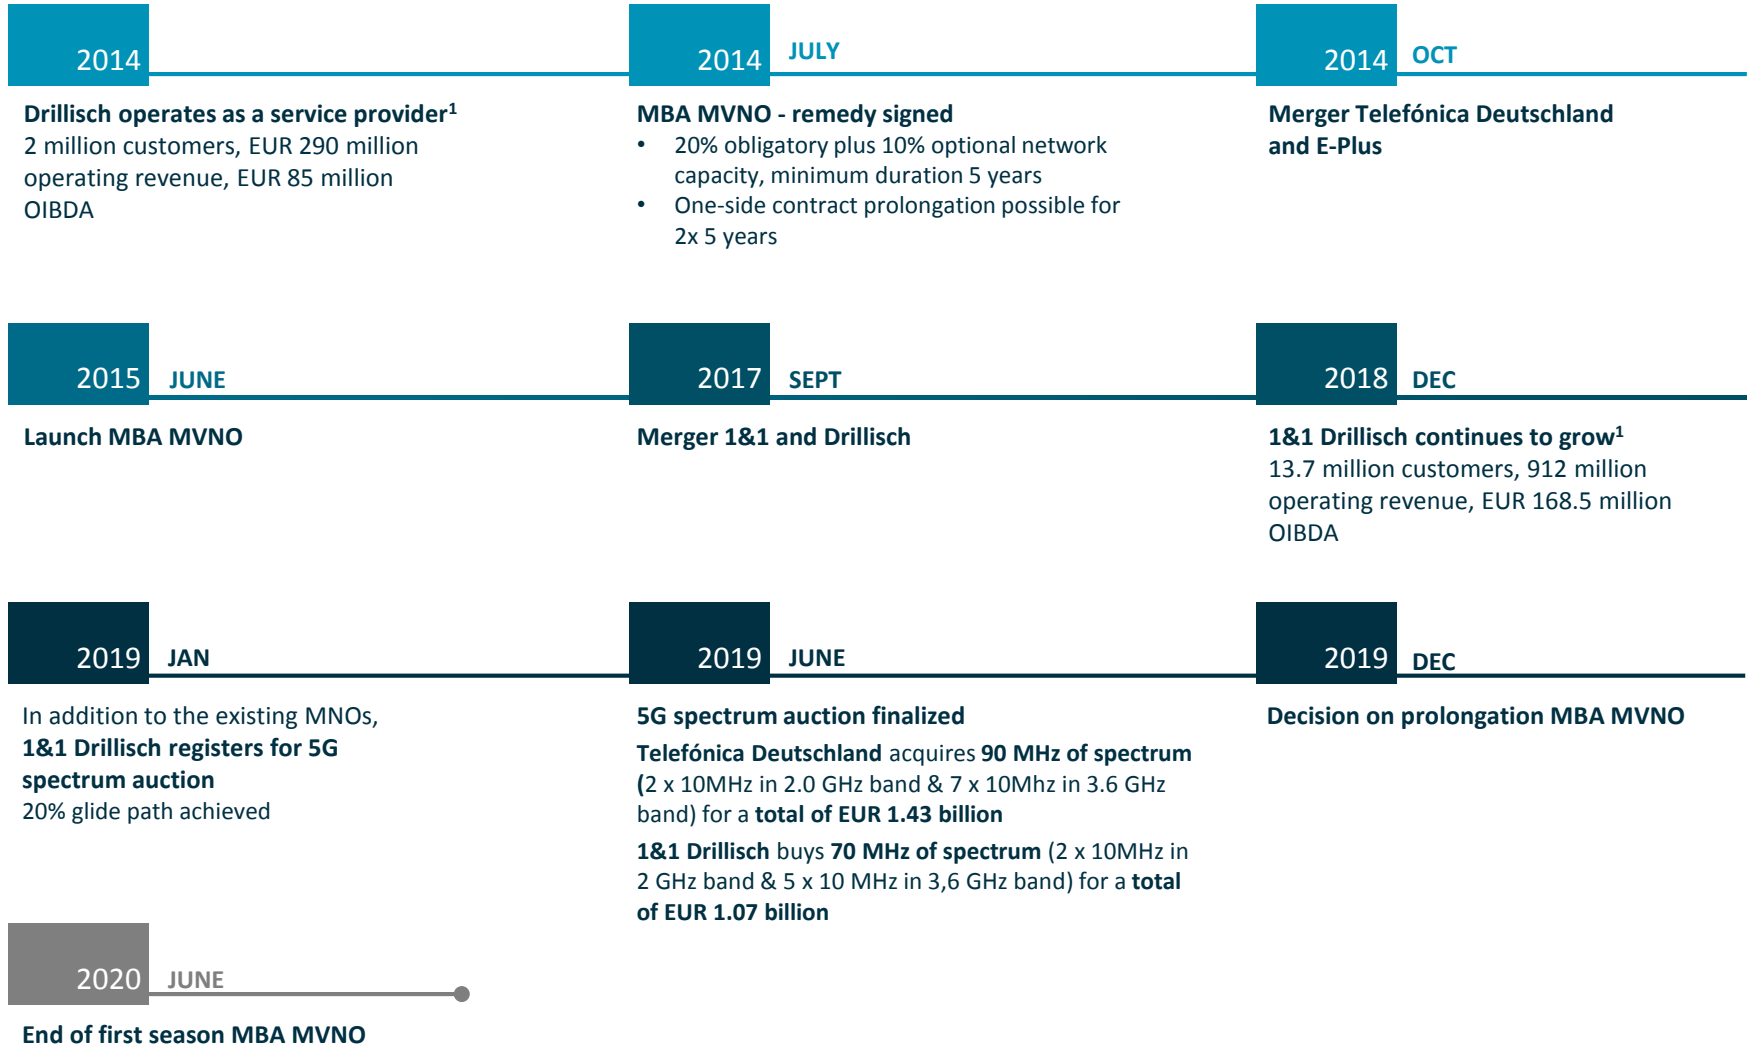 2014
Drillisch operates as a service provider1
2 million customers, EUR 290 million
operating revenue, EUR 85 million
OIBDA
2014 JULY
MBA MVNO - remedy signed
• 20% obligatory plus 10% optional network
capacity, minimum duration 5 years
• One-side contract prolongation possible for
2x 5 years
2014 OCT
Merger Telefónica Deutschland
and E-Plus
2015 JUNE
Launch MBA MVNO
2017 SEPT
Merger 1&1 and Drillisch
2018 DEC
1&1 Drillisch continues to grow1
13.7 million customers, 912 million
operating revenue, EUR 168.5 million
OIBDA
2019 JAN
In addition to the existing MNOs,
1&1 Drillisch registers for 5G
spectrum auction
20% glide path achieved
2019 JUNE
5G spectrum auction finalized
Telefónica Deutschland acquires 90 MHz of spectrum
(2 x 10MHz in 2.0 GHz band & 7 x 10Mhz in 3.6 GHz
band) for a total of EUR 1.43 billion
1&1 Drillisch buys 70 MHz of spectrum (2 x 10MHz in
2 GHz band & 5 x 10 MHz in 3,6 GHz band) for a total
of EUR 1.07 billion
2019 DEC
Decision on prolongation MBA MVNO
2020 JUNE
End of first season MBA MVNO